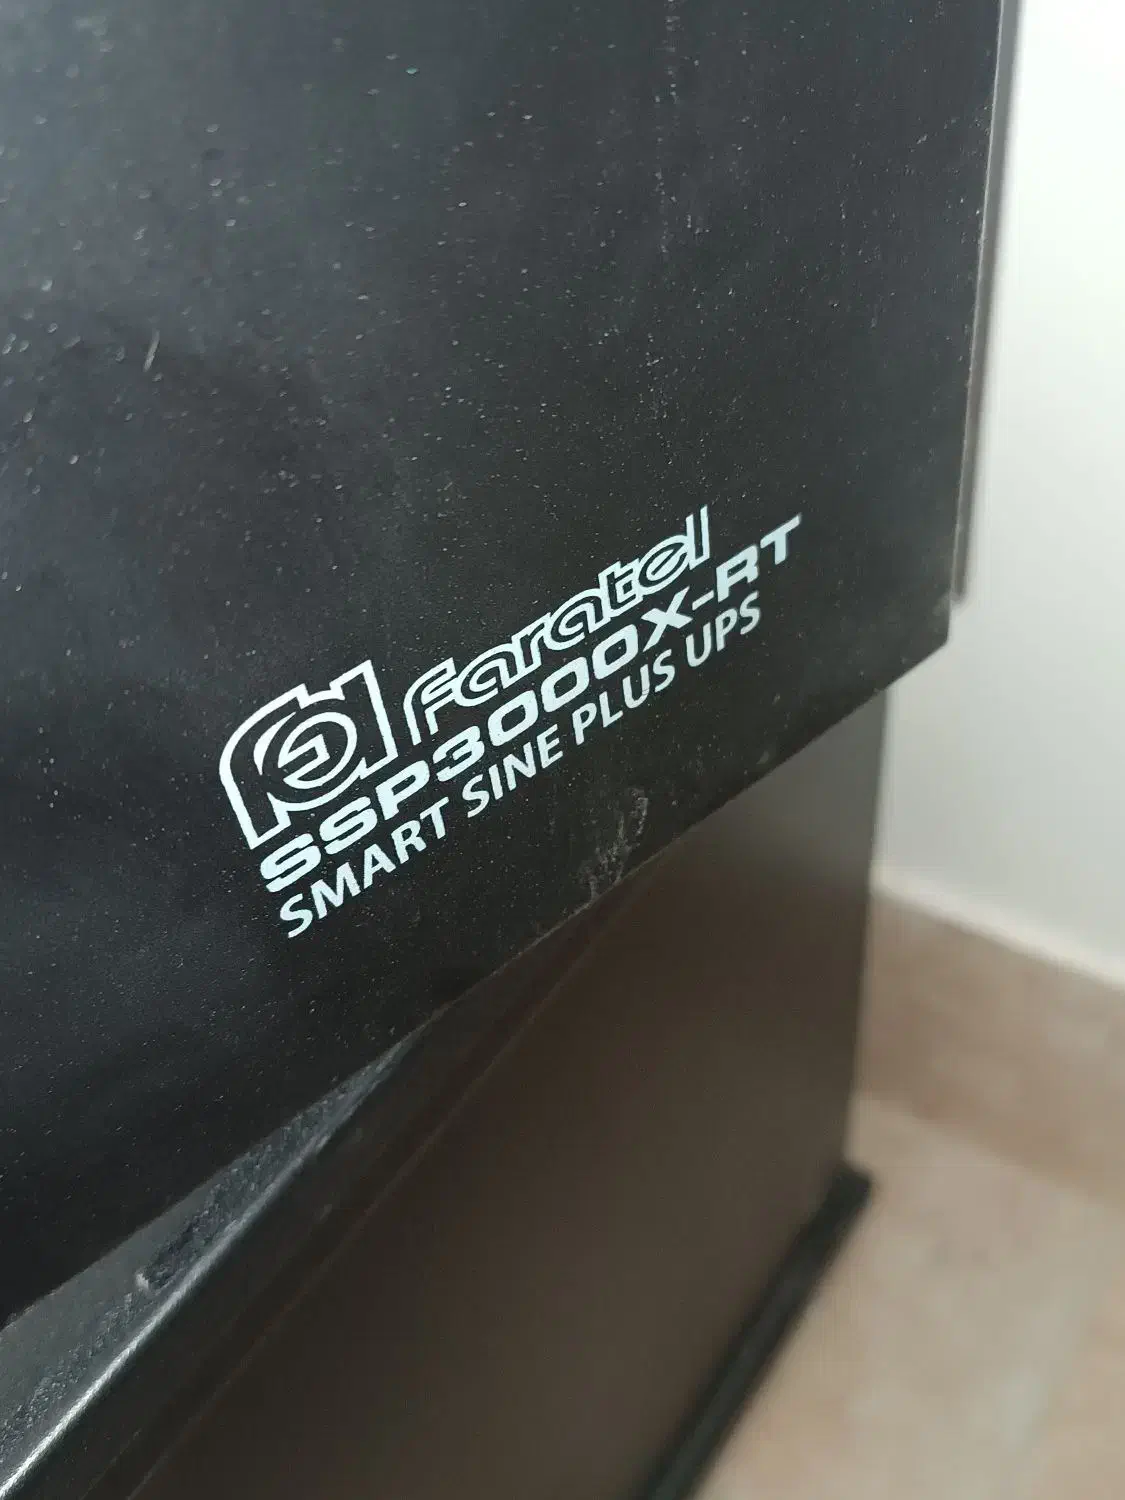 faratel
SSP3000X-RT
SMART SINE PLUS UPS